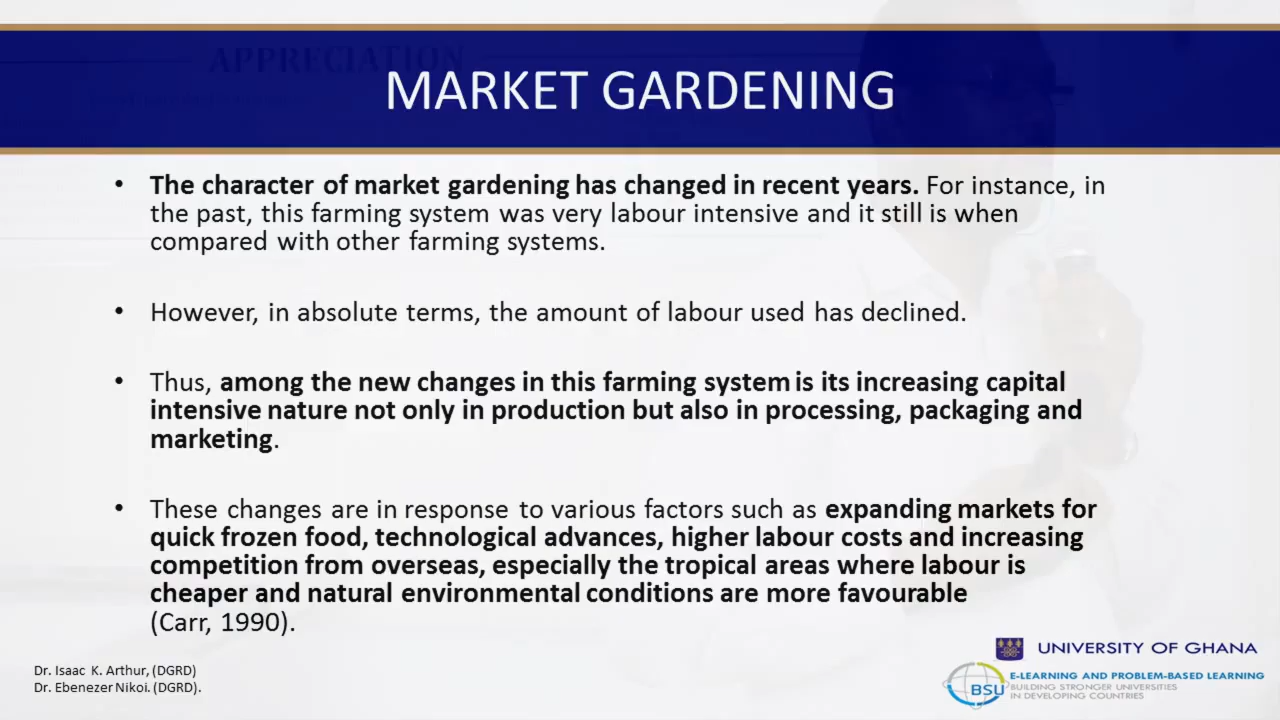 APPRECIATION
MARKET GARDENING
• The character of market gardening has changed in recent years. For instance, in
the past, this farming system was very labour intensive and it still is when
compared with other farming systems.
• However, in absolute terms, the amount of labour used has declined.
• Thus, among the new changes in this farming system is its increasing capital
intensive nature not only in production but also in processing, packaging and
marketing.
• These changes are in response to various factors such as expanding markets for
quick frozen food, technological advances, higher labour costs and increasing
competition from overseas, especially the tropical areas where labour is
cheaper and natural environmental conditions are more favourable
(Carr, 1990).
Dr. Isaac K. Arthur, (DGRD)
Dr. Ebenezer Nikoi. (DGRD).
UNIVERSITY OF GHANA
BSU
E-LEARNING AND PROBLEM-BASED LEARNING
BUILDING STRONGER UNIVERSITIES
IN DEVELOPING COUNTRIES